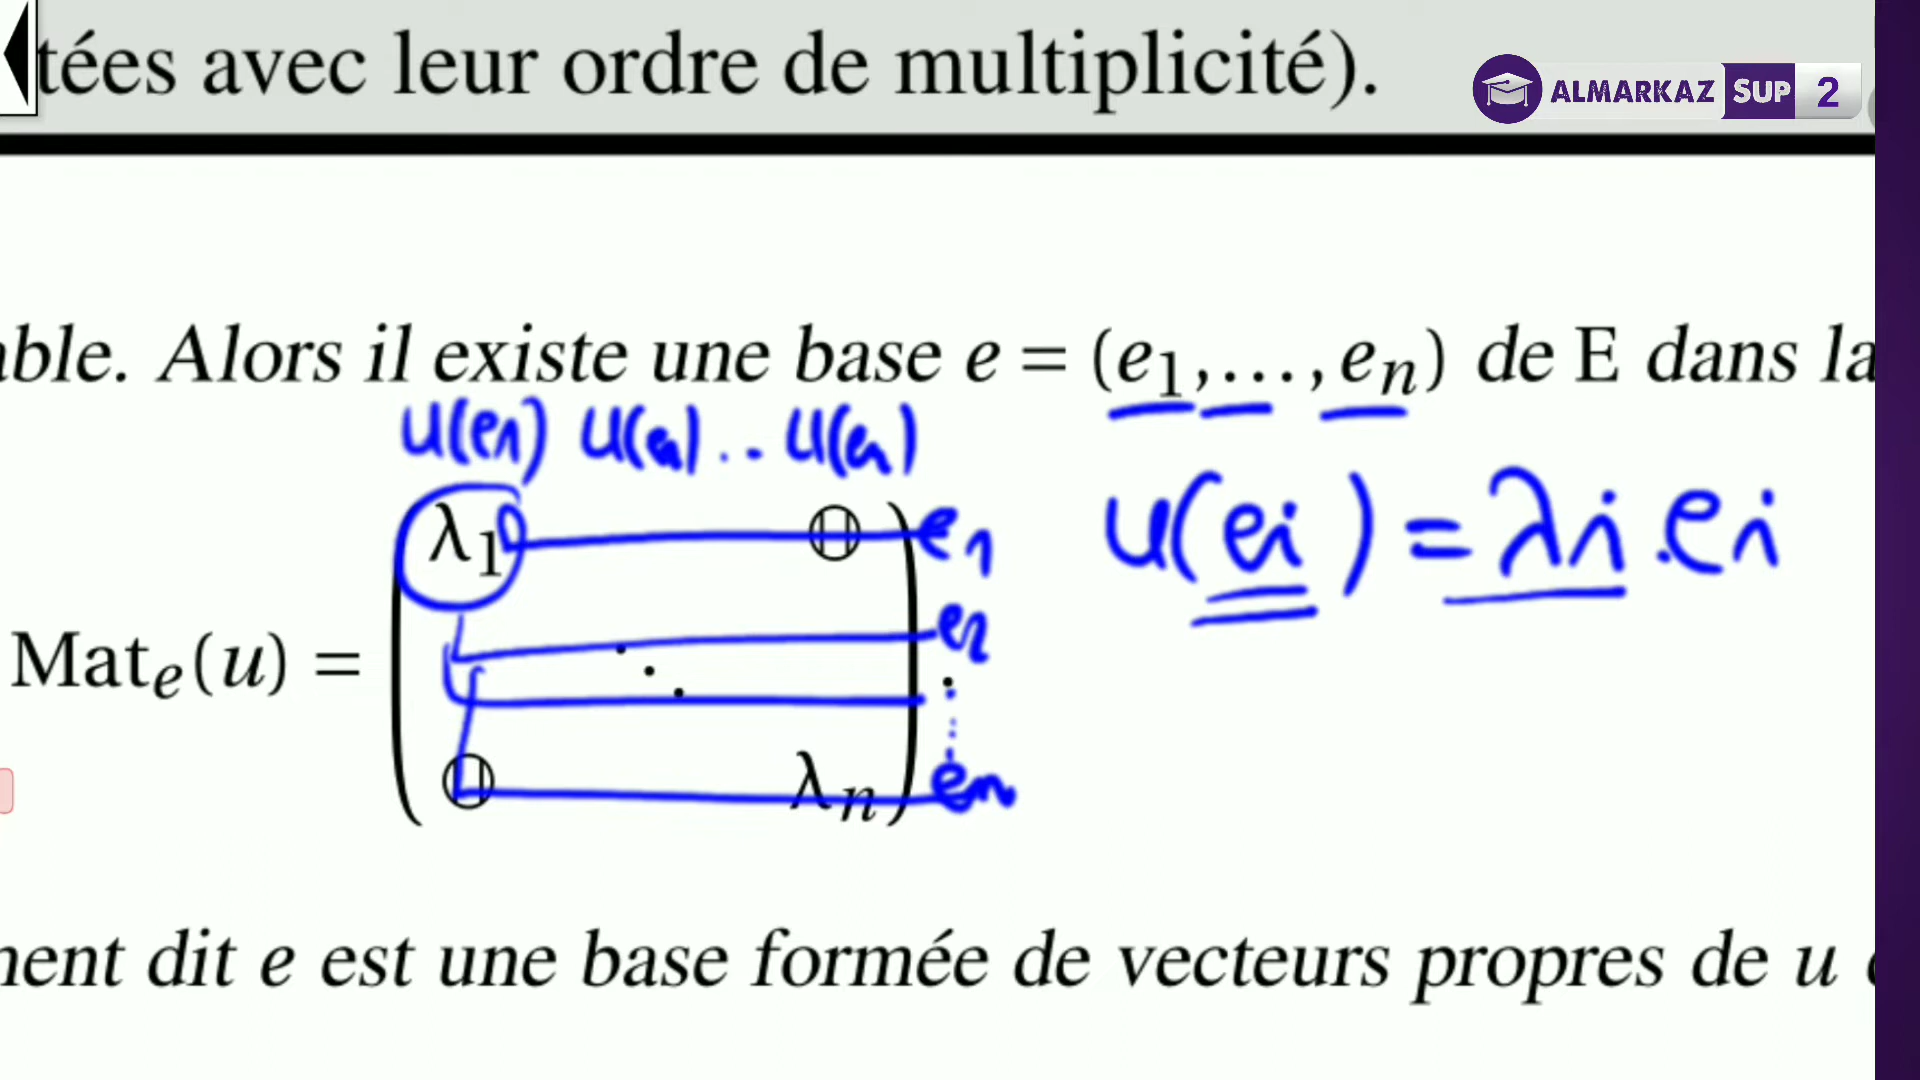 tées avec leur ordre de multiplicité).
ALMARKAZ SUP 2
able. Alors il existe une base e = (e₁,…, eₙ) de E dans la
u(e1) u(e2) .. u(en)
λ₁ 0 e1
u(ei) = λi.ei
e2
Matₑ(u) = ⋱ ⋮
0 λₙ en
ment dit e est une base formée de vecteurs propres de u